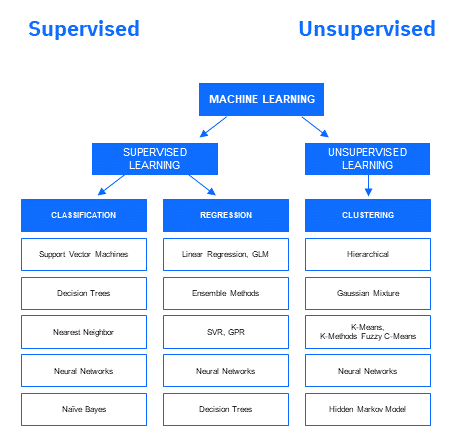 Supervised
Unsupervised
MACHINE LEARNING
SUPERVISED
LEARNING
UNSUPERVISED
LEARNING
CLASSIFICATION
REGRESSION
CLUSTERING
Support Vector Machines
Linear Regression, GLM
Hierarchical
Decision Trees
Ensemble Methods
Gaussian Mixture
Nearest Neighbor
SVR, GPR
K-Means,
K-Methods Fuzzy C-Means
Neural Networks
Neural Networks
Neural Networks
Naïve Bayes
Decision Trees
Hidden Markov Model